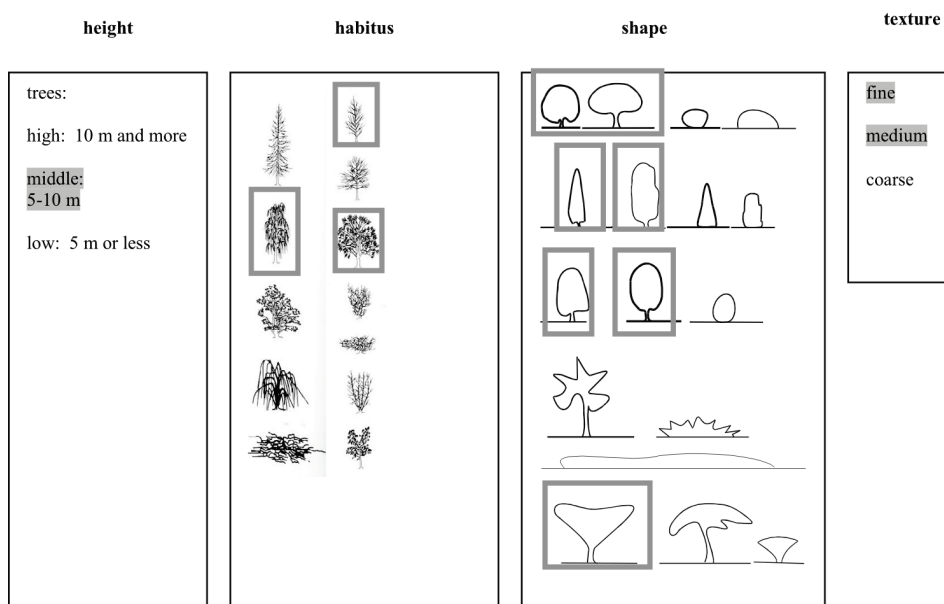 height
habitus
shape
texture
trees:
high: 10 m and more
middle:
5-10 m
low: 5 m or less
fine
medium
coarse